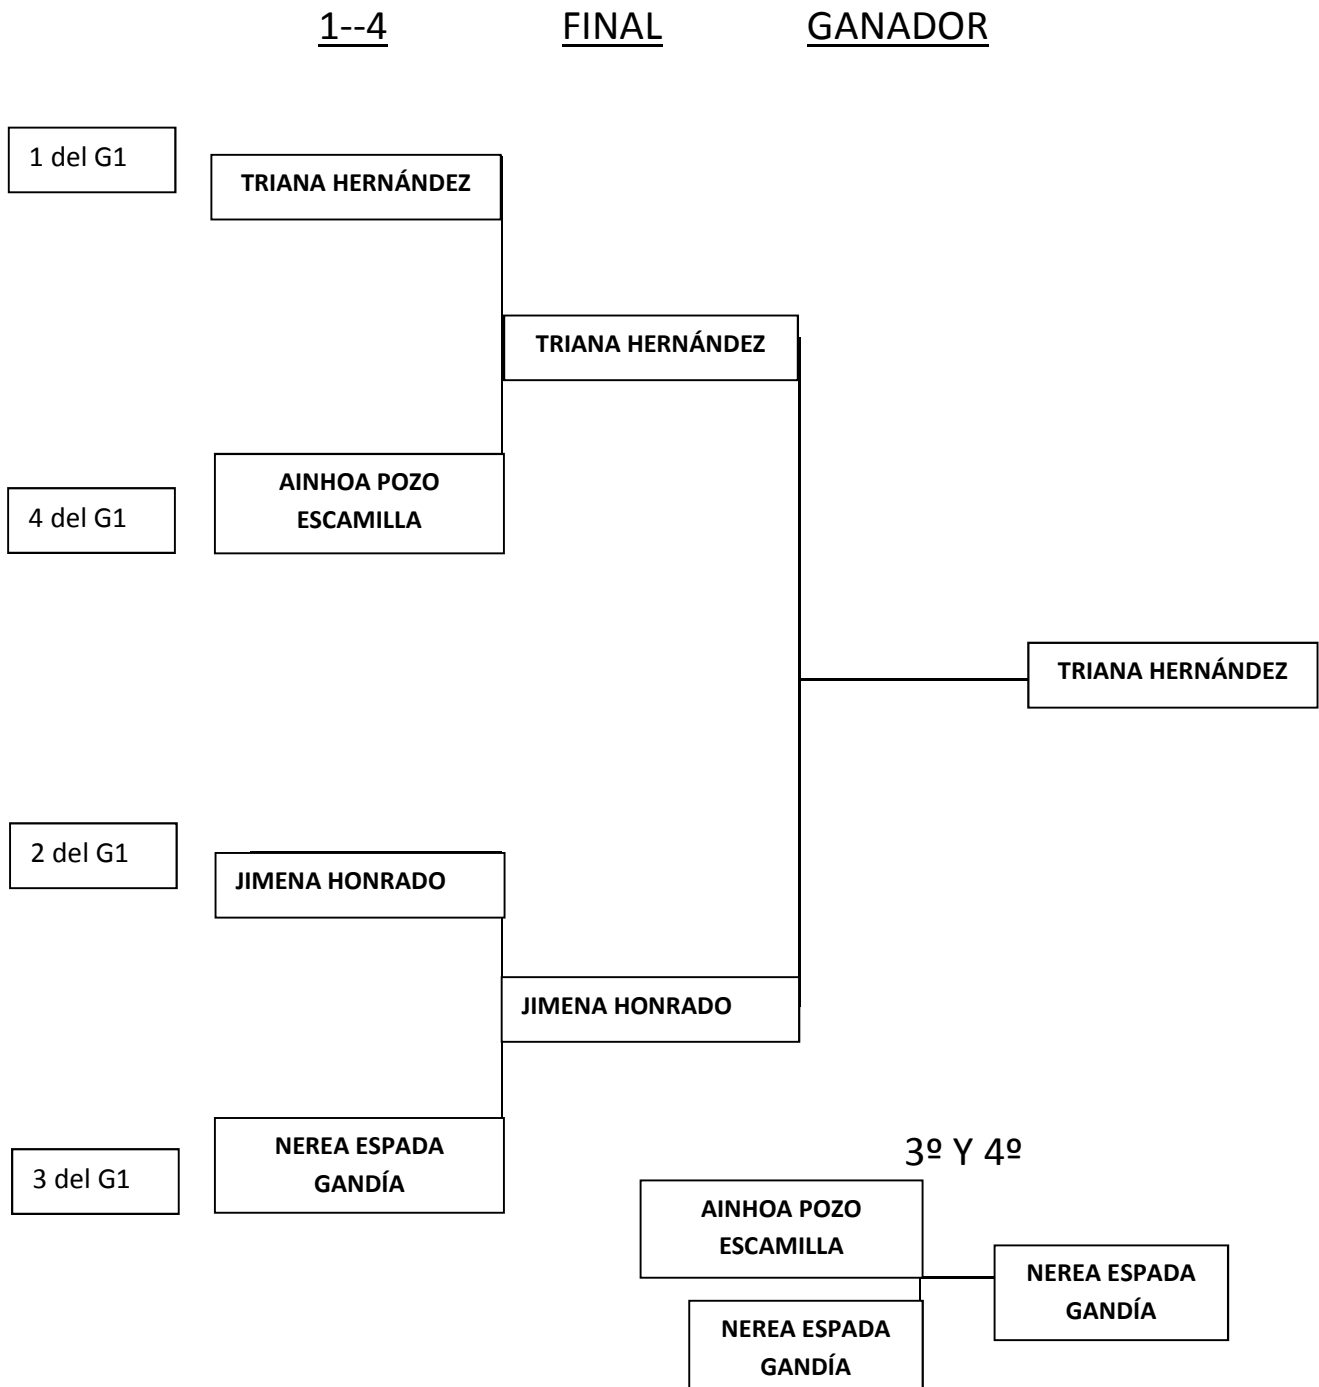 1--4 FINAL GANADOR
1 del G1
TRIANA HERNÁNDEZ
TRIANA HERNÁNDEZ
AINHOA POZO
ESCAMILLA
4 del G1
TRIANA HERNÁNDEZ
2 del G1
JIMENA HONRADO
JIMENA HONRADO
NEREA ESPADA
GANDÍA
3 del G1
3º Y 4º
AINHOA POZO
ESCAMILLA
NEREA ESPADA
GANDÍA
NEREA ESPADA
GANDÍA